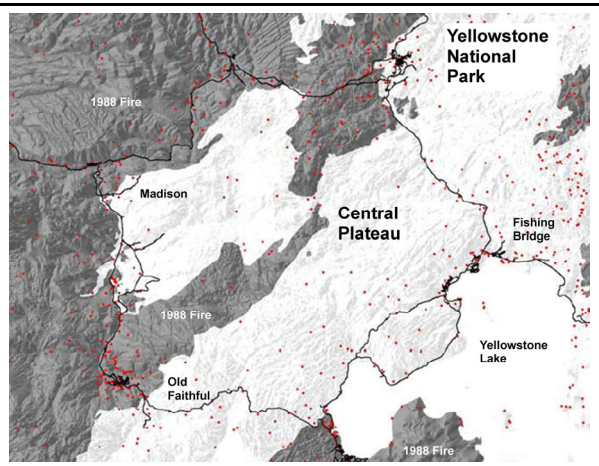 Yellowstone
National
Park
1988 Fire
Madison
Central
Plateau
Fishing
Bridge
1988 Fire
Yellowstone
Lake
Old
Faithful
1988 Fire